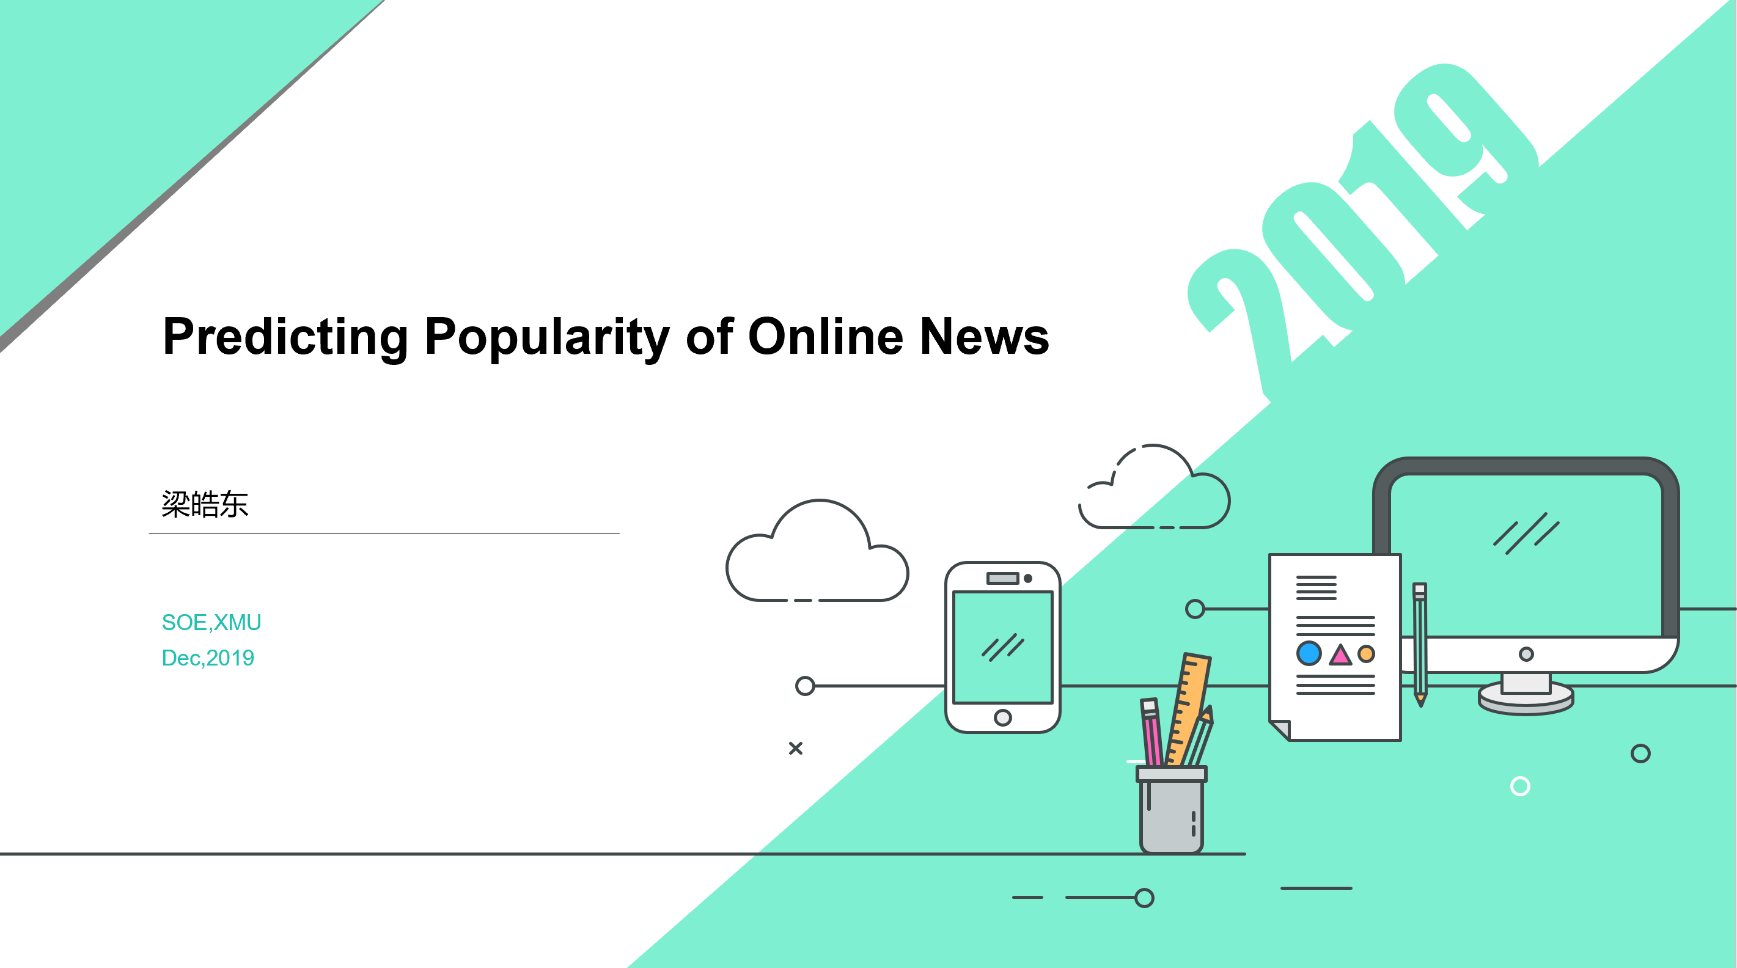 2019
Predicting Popularity of Online News
梁皓东
SOE,XMU
Dec,2019